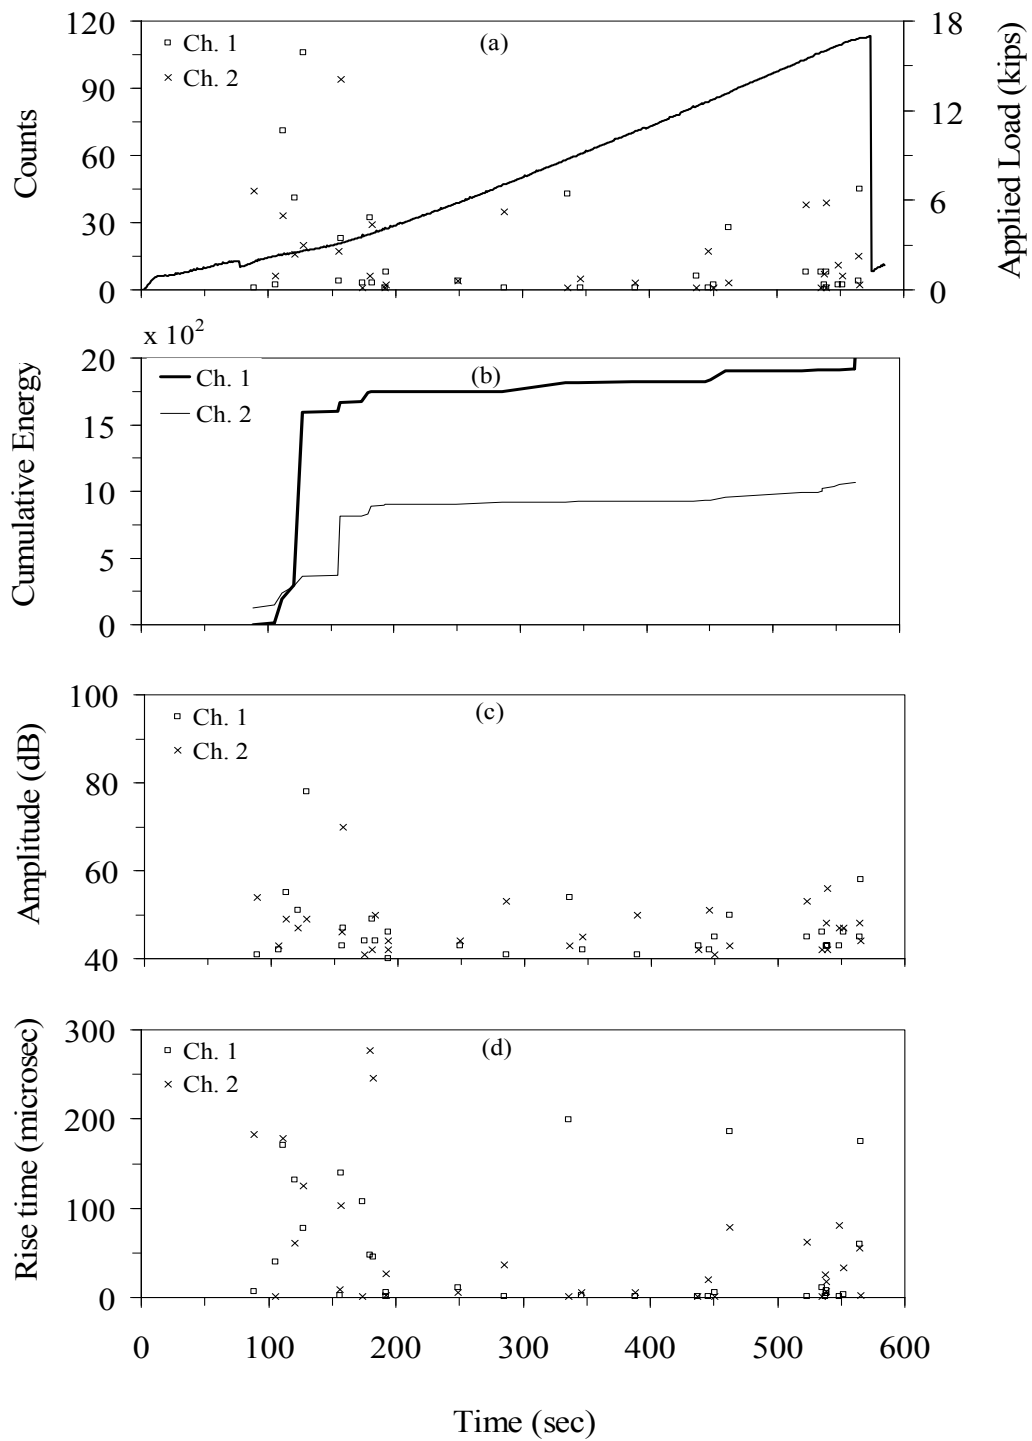 120
90
60
30
0
Counts
Ch. 1
Ch. 2
(a)
18
12
6
0
Applied Load (kips)
x 10²
20
15
10
5
0
Cumulative Energy
Ch. 1
Ch. 2
(b)
100
80
60
40
Amplitude (dB)
Ch. 1
Ch. 2
(c)
300
200
100
0
Rise time (microsec)
Ch. 1
Ch. 2
(d)
0 100 200 300 400 500 600
Time (sec)